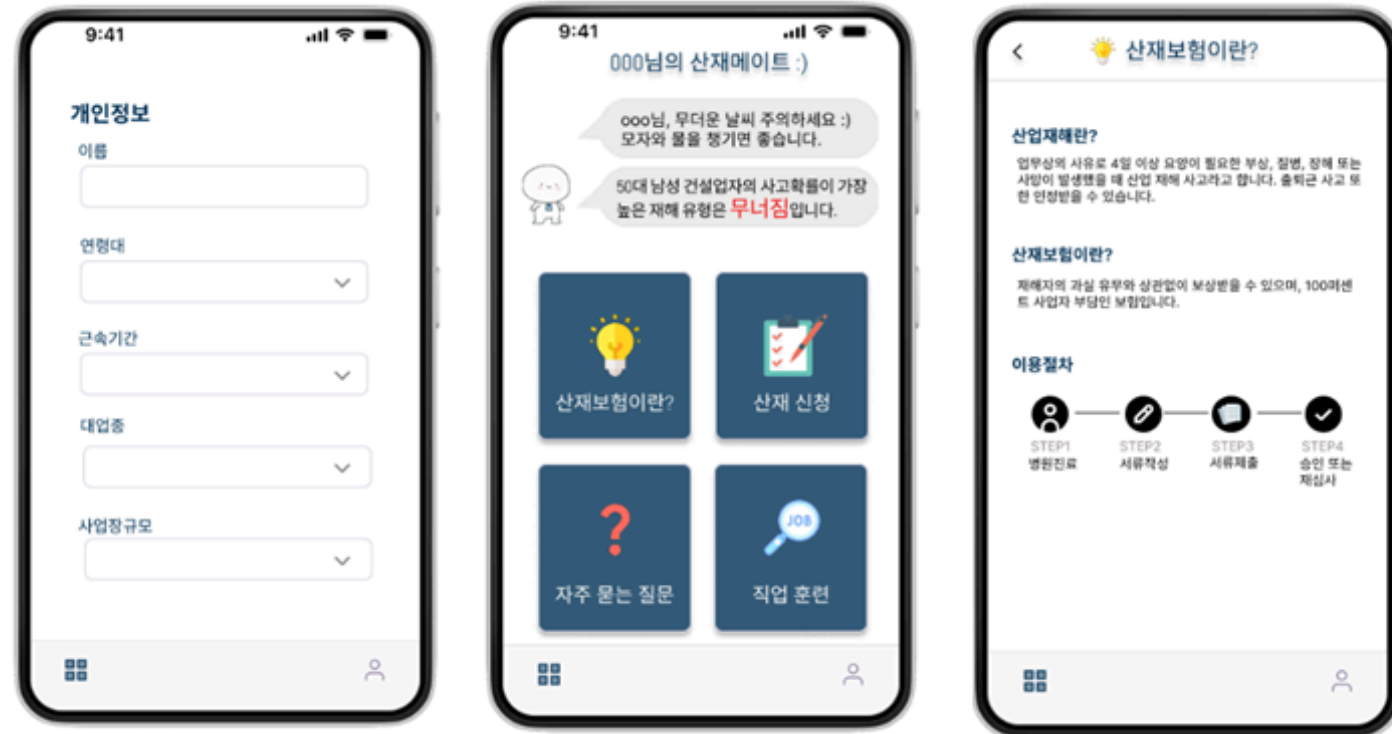 9:41
개인정보
이름
연령대
근속기간
대업종
사업장규모
9:41
000님의 산재메이트 :)
ooo님, 무더운 날씨 주의하세요 :)
모자와 물을 챙기면 좋습니다.
50대 남성 건설업자의 사고확률이 가장
높은 재해 유형은 무너짐입니다.
산재보험이란?
산재 신청
자주 묻는 질문
JOB
직업 훈련
산재보험이란?
산업재해란?
업무상의 사유로 4일 이상 요양이 필요한 부상, 질병, 장해 또는
사망이 발생했을 때 산업 재해 사고라고 합니다. 출퇴근 사고 또
한 인정받을 수 있습니다.
산재보험이란?
재해자의 과실 유무와 상관없이 보상받을 수 있으며, 100퍼센
트 사업자 부담인 보험입니다.
이용절차
STEP1
병원진료
STEP2
서류작성
STEP3
서류제출
STEP4
승인 또는
재심사